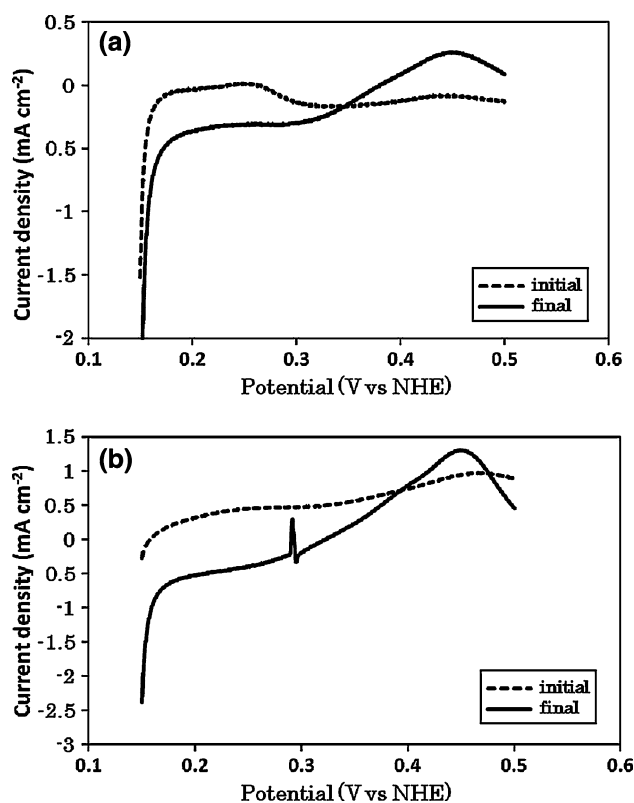 (a)
0.5
0
0.5
-1
-1.5
-2
0.1
0.2
0.3
0.4
0.5
0.6
Current density (mA cm-2)
Potential (V vs NHE)
initial
final
(b)
1.5
1
0.5
0
0.5
-1
-1.5
-2
-2.5
-3
0.1
0.2
0.3
0.4
0.5
0.6
Current density (mA cm-2)
Potential (V vs NHE)
initial
final